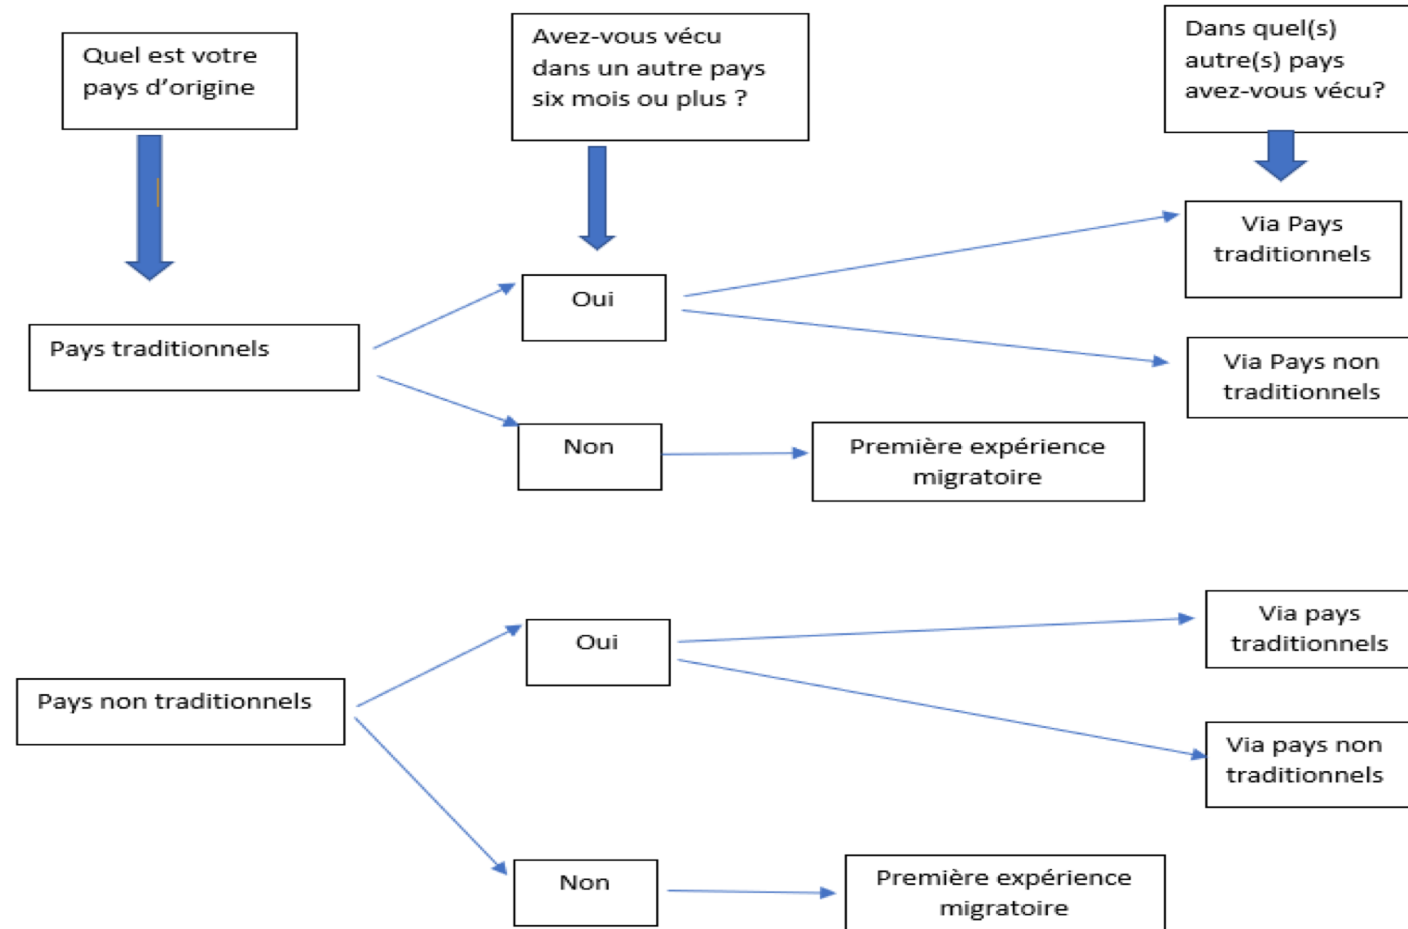 Quel est votre
pays d’origine
Avez-vous vécu
dans un autre pays
six mois ou plus ?
Dans quel(s)
autre(s) pays
avez-vous vécu?
Pays traditionnels
Oui
Non
Via Pays
traditionnels
Via Pays non
traditionnels
Première expérience
migratoire
Pays non traditionnels
Oui
Non
Via pays
traditionnels
Via pays non
traditionnels
Première expérience
migratoire